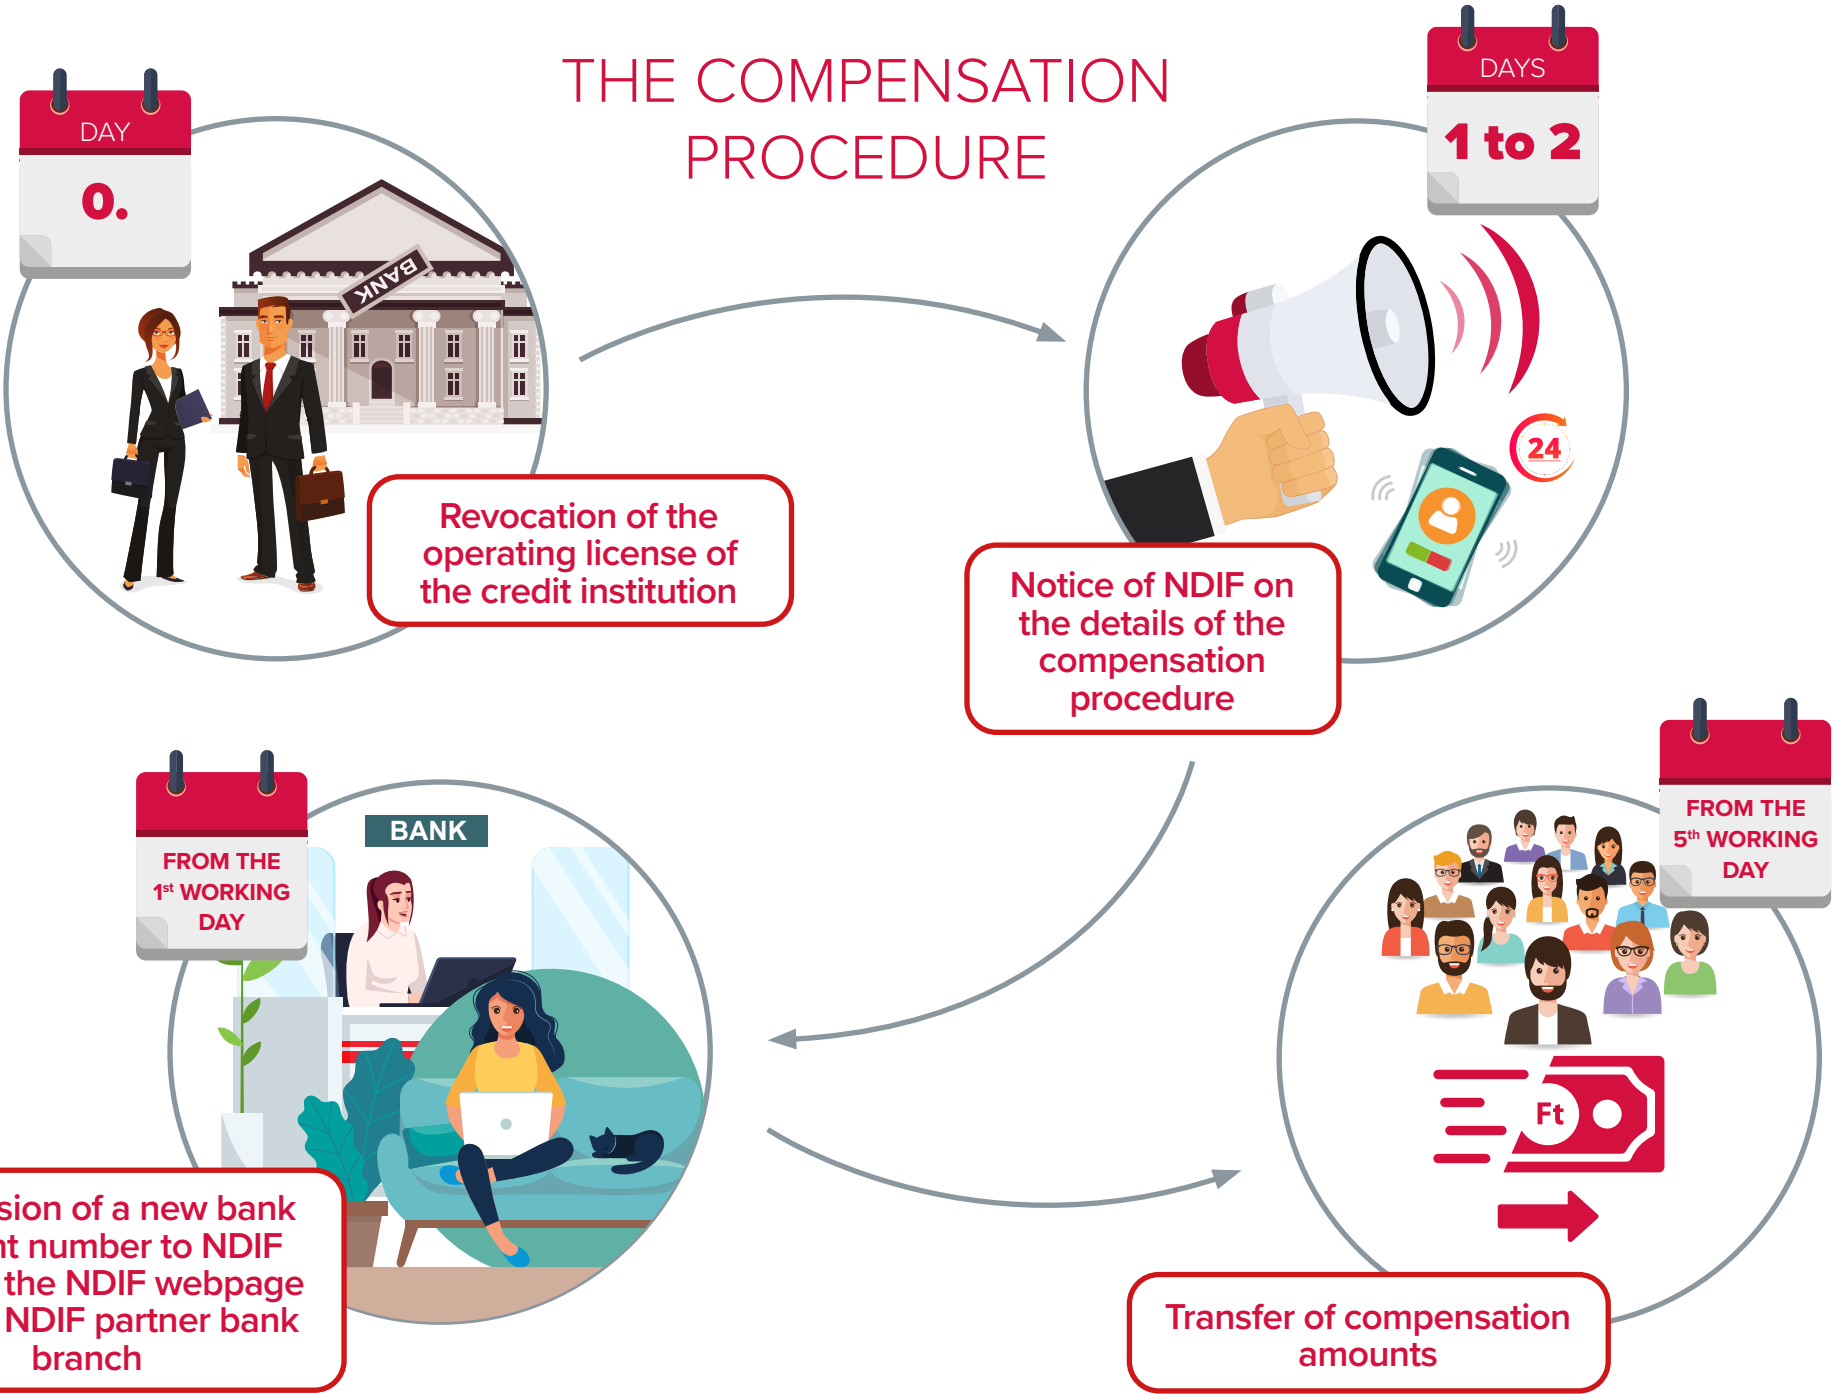 THE COMPENSATION
PROCEDURE
DAY
0.
BANK
Revocation of the
operating license of
the credit institution
DAYS
1 to 2
24
Notice of NDIF on
the details of the
compensation
procedure
FROM THE
1st WORKING
DAY
BANK
sion of a new bank
nt number to NDIF
the NDIF webpage
NDIF partner bank
branch
FROM THE
5th WORKING
DAY
Ft
Transfer of compensation
amounts